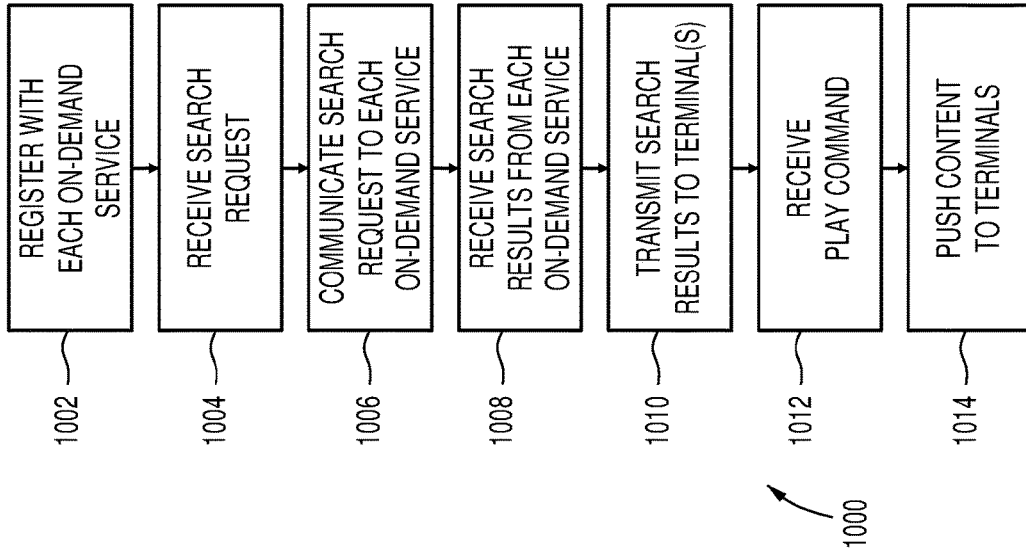 REGISTER WITH
EACH ON-DEMAND
SERVICE
1002
RECEIVE SEARCH
REQUEST
1004
COMMUNICATE SEARCH
REQUEST TO EACH
ON-DEMAND SERVICE
1006
RECEIVE SEARCH
RESULTS FROM EACH
ON-DEMAND SERVICE
1008
TRANSMIT SEARCH
RESULTS TO TERMINAL(S)
1010
RECEIVE
PLAY COMMAND
1012
PUSH CONTENT
TO TERMINALS
1014
1000